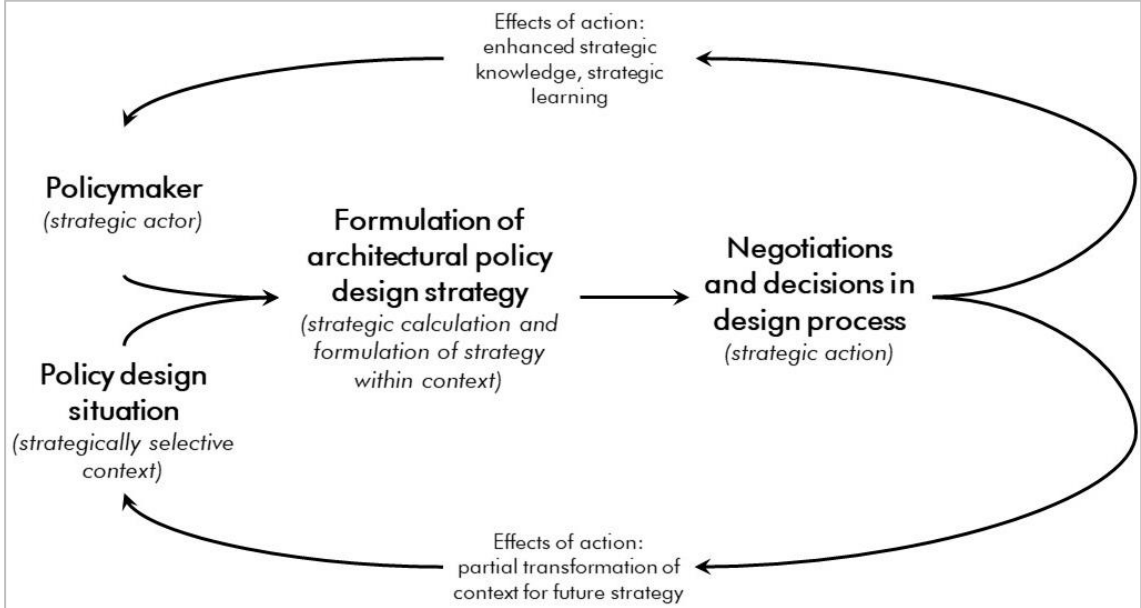 Effects of action:
enhanced strategic
knowledge, strategic
learning
Policymaker
(strategic actor)
Formulation of
architectural policy
design strategy
(strategic calculation and
formulation of strategy
within context)
Negotiations
and decisions in
design process
(strategic action)
Policy design
situation
(strategically selective
context)
Effects of action:
partial transformation of
context for future strategy